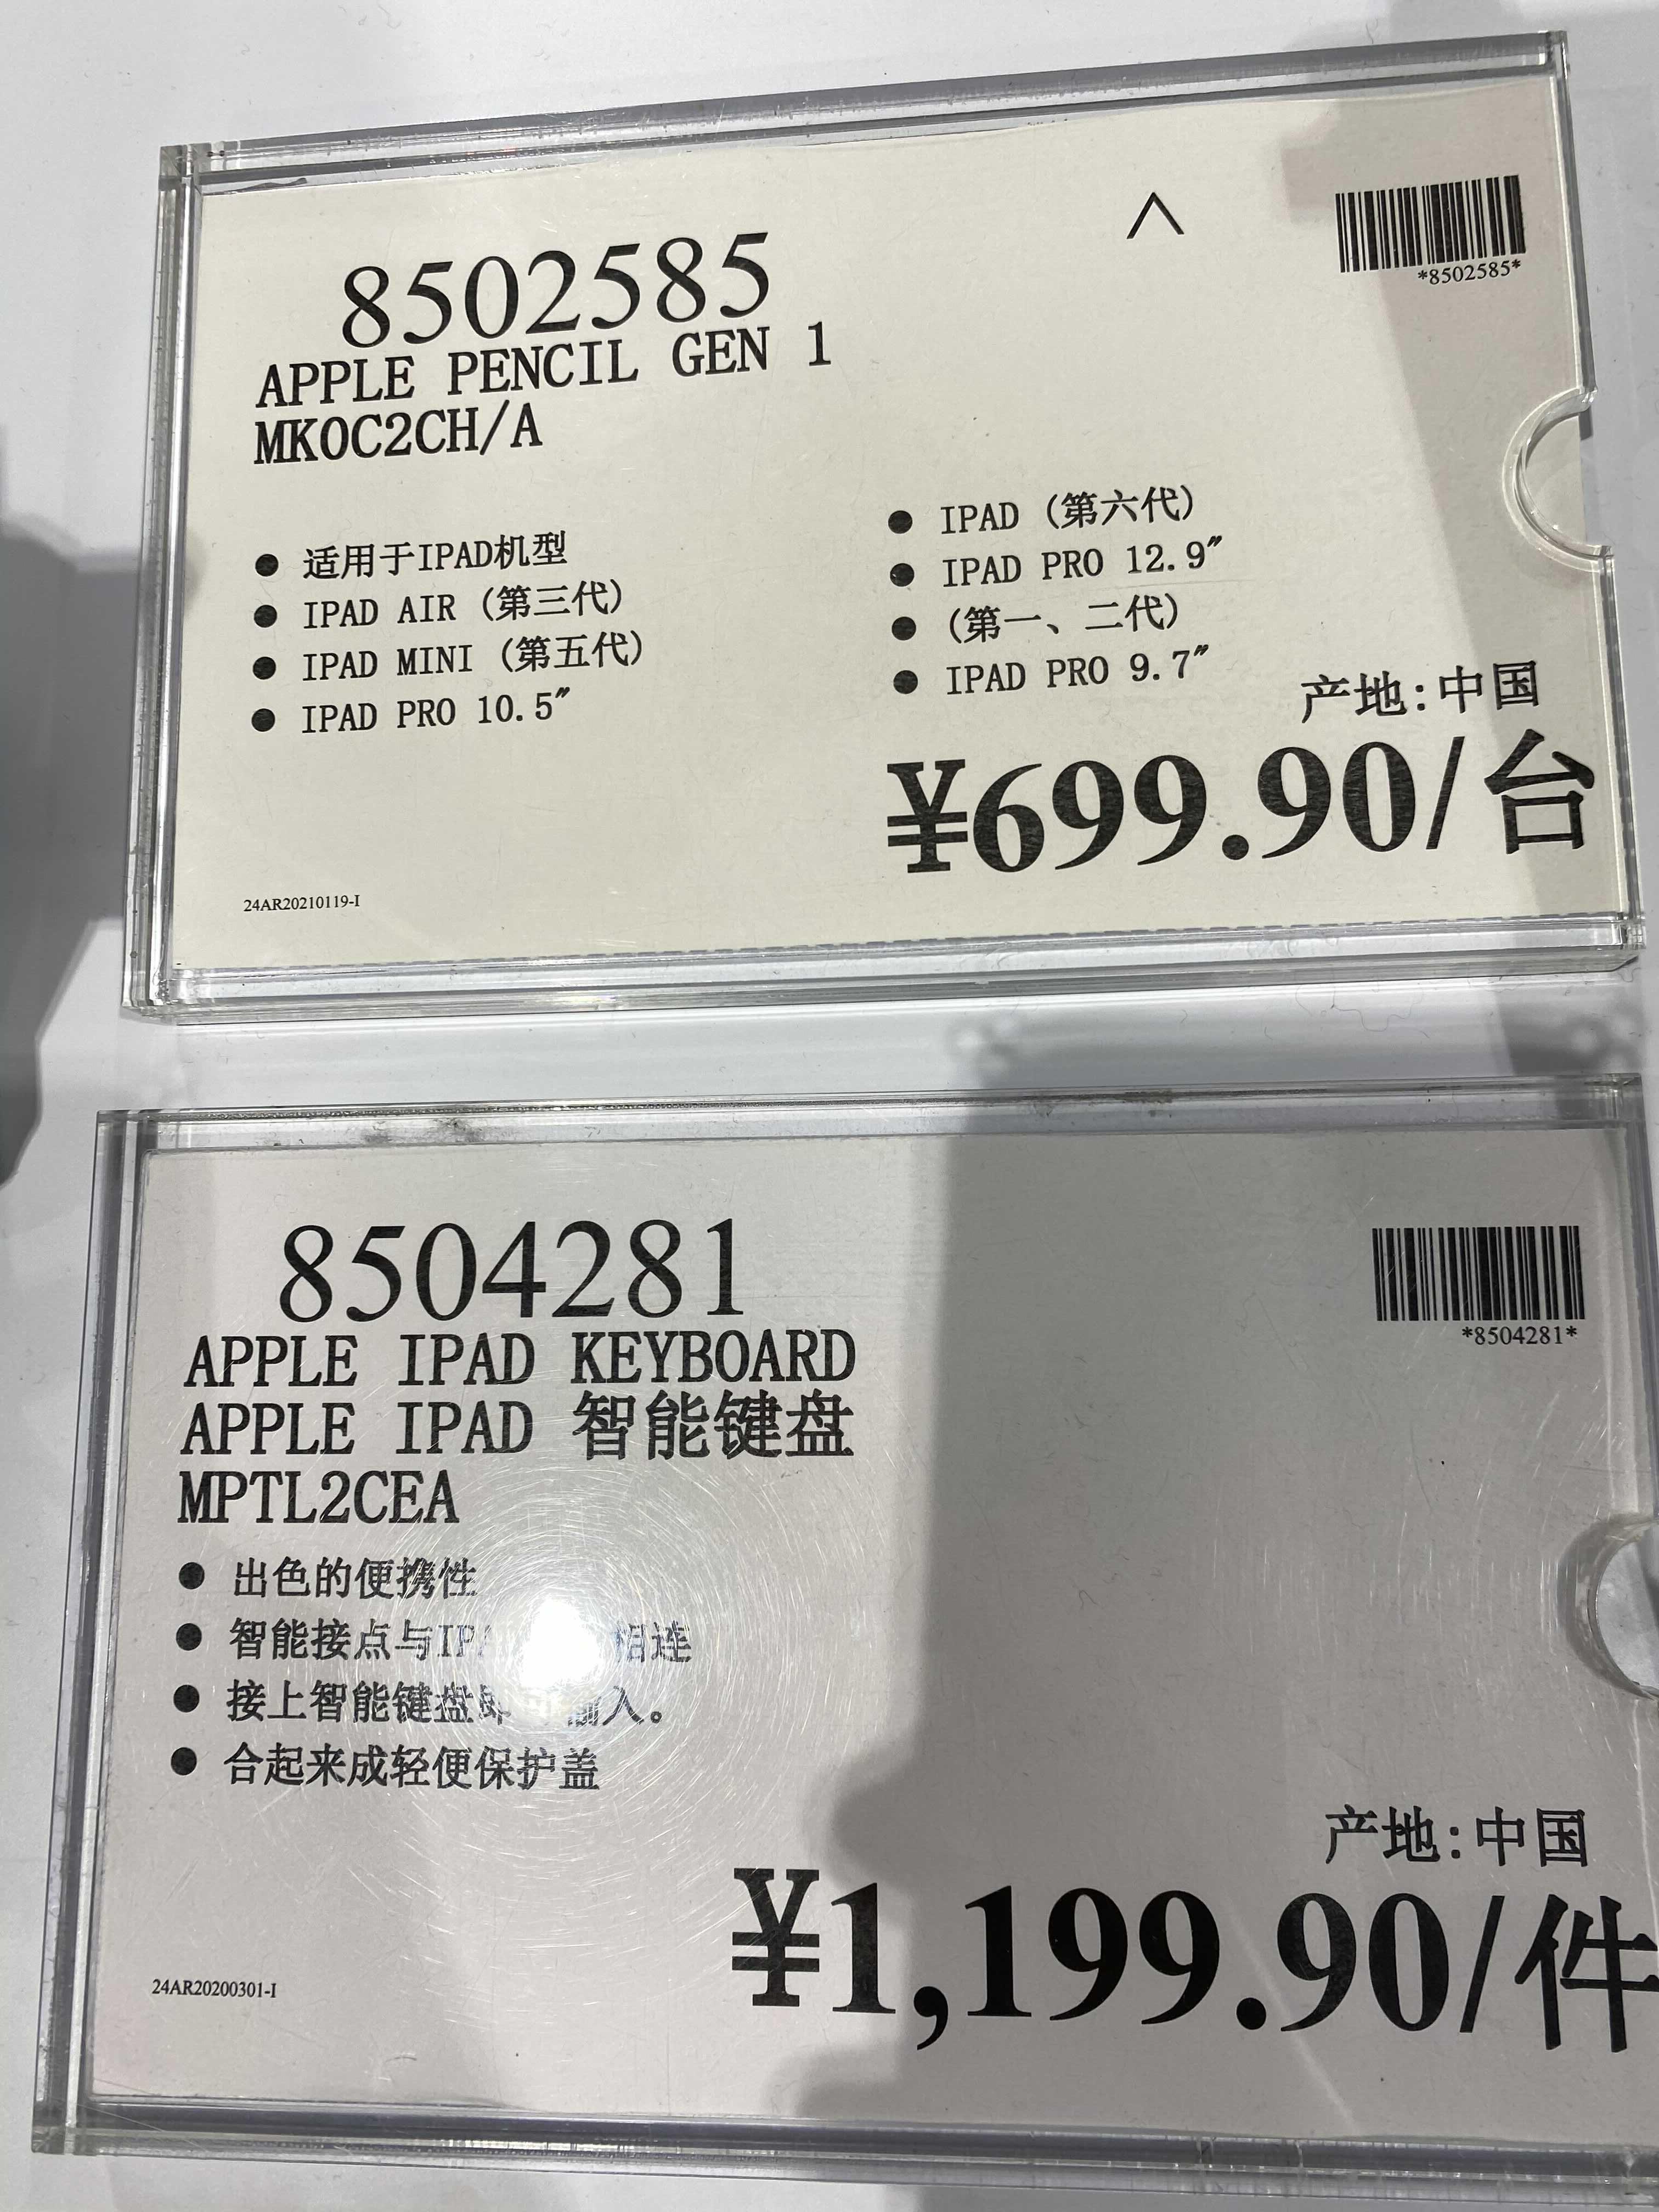 8502585
*8502585*
APPLE PENCIL GEN 1
MK0C2CH/A
● 适用于IPAD机型
● IPAD AIR (第三代)
● IPAD MINI (第五代)
● IPAD PRO 10.5"
● IPAD (第六代)
● IPAD PRO 12.9"
● (第一、二代)
● IPAD PRO 9.7"
产地:中国
¥699.90/台
24AR20210119-I
8504281
*8504281*
APPLE IPAD KEYBOARD
APPLE IPAD 智能键盘
MPTL2CEA
● 出色的便携性
● 智能接点与 相连
● 接上智能键盘 输入。
● 合起来成轻便保护盖
产地:中国
¥1,199.90/件
24AR20200301-I